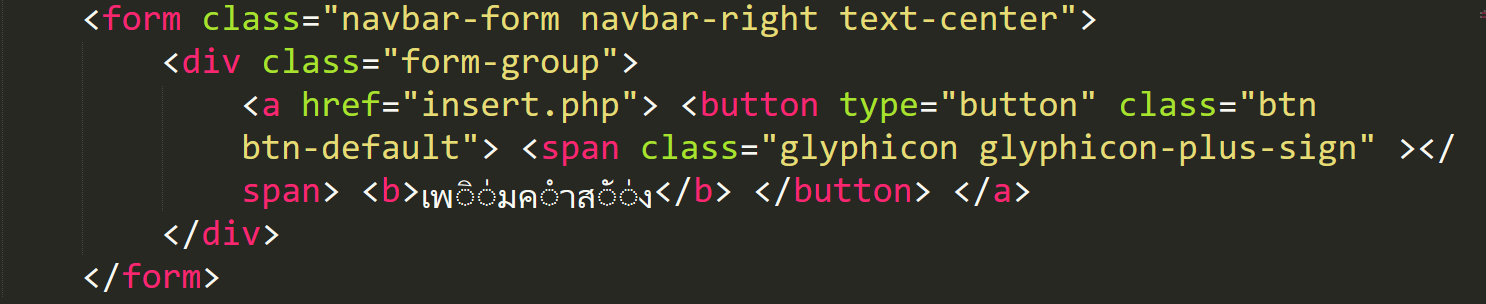 <form class="navbar-form navbar-right text-center">
<div class="form-group">
<a href="insert.php"> <button type="button" class="btn
btn-default"> <span class="glyphicon glyphicon-plus-sign" ></
span> <b>เพิ่มคำสั่ง</b> </button> </a>
</div>
</form>